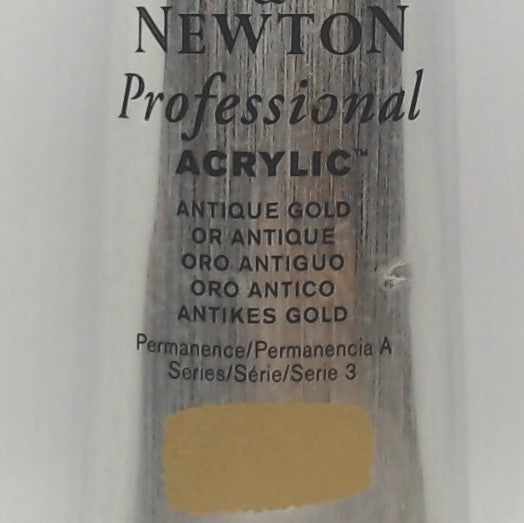 &
NEWTON
Professional
ACRYLIC™
ANTIQUE GOLD
OR ANTIQUE
ORO ANTIGUO
ORO ANTICO
ANTIKES GOLD
Permanence/Permanencia A
Series/Série/Serie 3